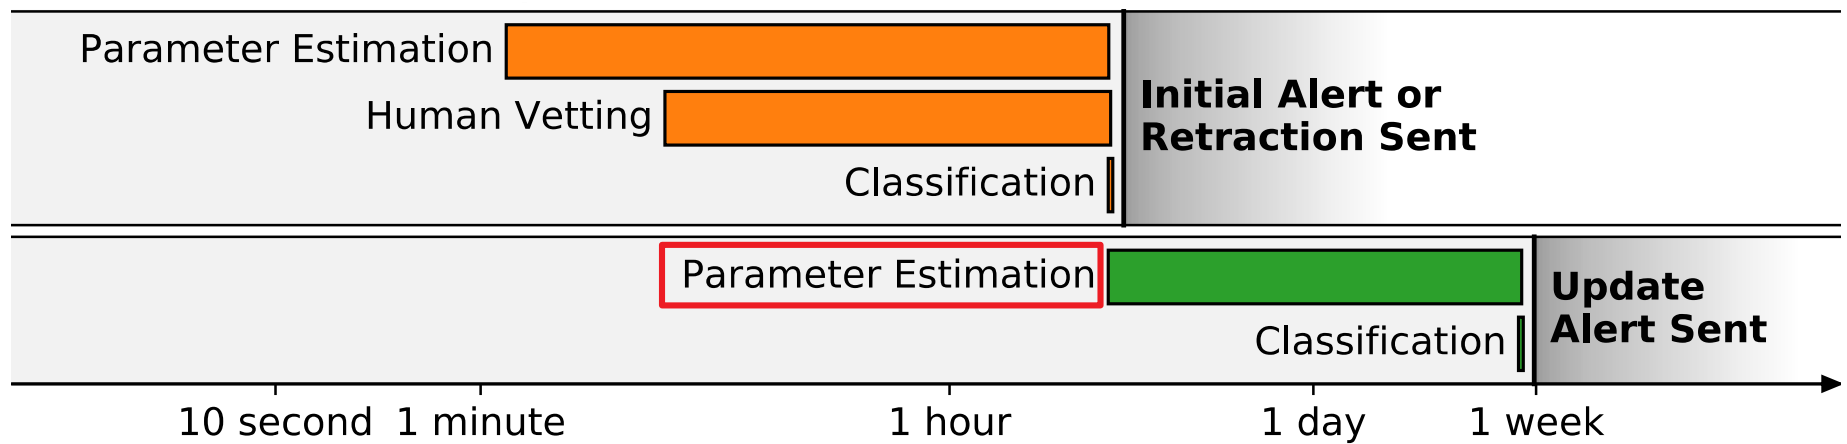 Parameter Estimation
Human Vetting
Classification
Initial Alert or
Retraction Sent
Parameter Estimation
Classification
Update
Alert Sent
10 second 1 minute 1 hour 1 day 1 week